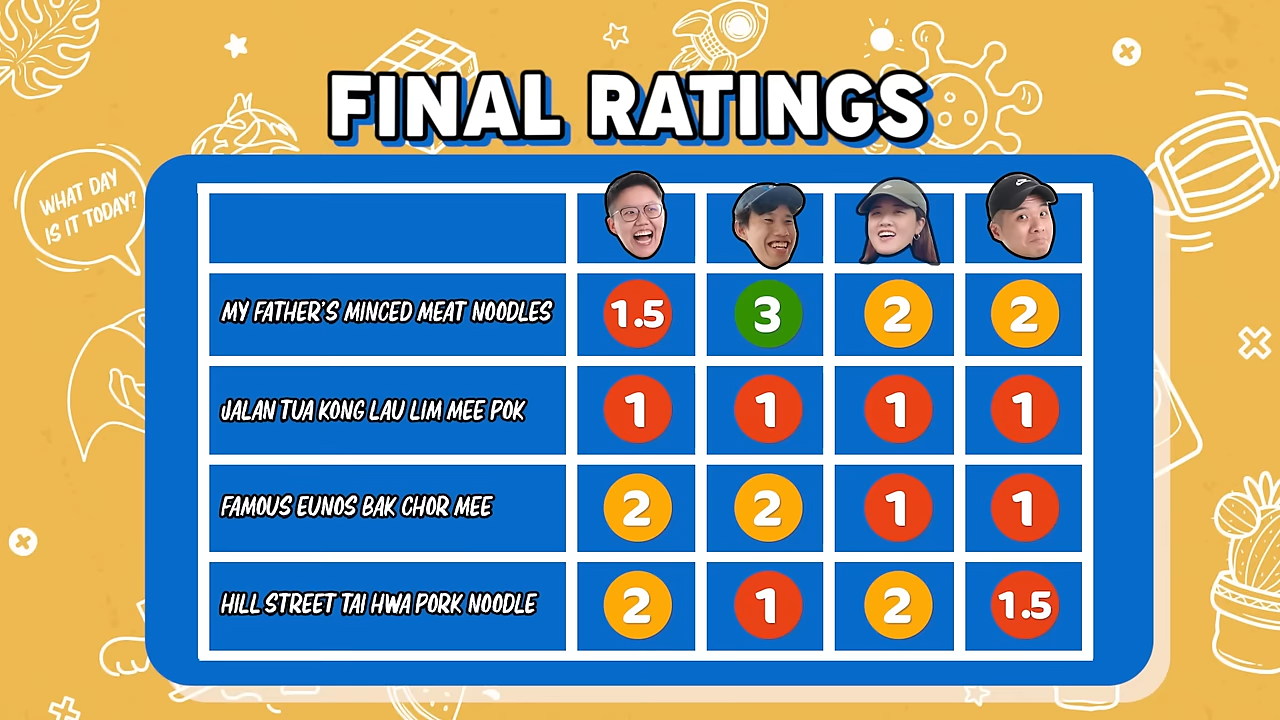 FINAL RATINGS
WHAT DAY
IS IT TODAY?
MY FATHER'S MINCED MEAT NOODLES 1.5 3 2 2
JALAN TUA KONG LAU LIM MEE POK 1 1 1 1
FAMOUS EUNOS BAK CHOR MEE 2 2 1 1
HILL STREET TAI HWA PORK NOODLE 2 1 2 1.5